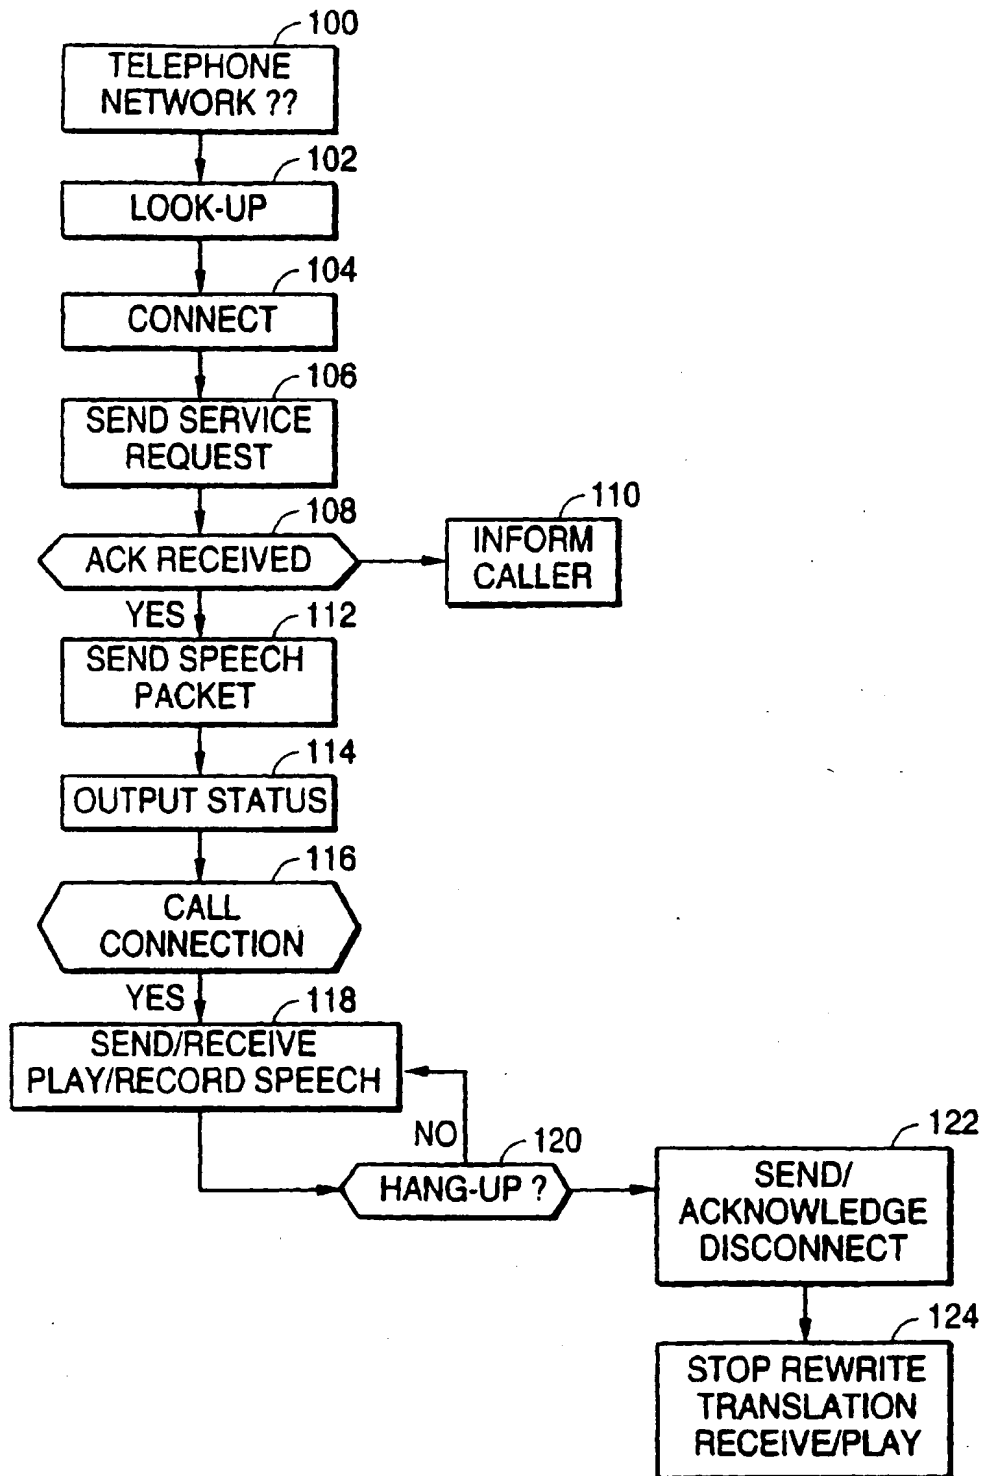 100
TELEPHONE
NETWORK ??
102
LOOK-UP
104
CONNECT
106
SEND SERVICE
REQUEST
108
ACK RECEIVED
110
INFORM
CALLER
YES
112
SEND SPEECH
PACKET
114
OUTPUT STATUS
116
CALL
CONNECTION
YES
118
SEND/RECEIVE
PLAY/RECORD SPEECH
NO
120
HANG-UP ?
122
SEND/
ACKNOWLEDGE
DISCONNECT
124
STOP REWRITE
TRANSLATION
RECEIVE/PLAY